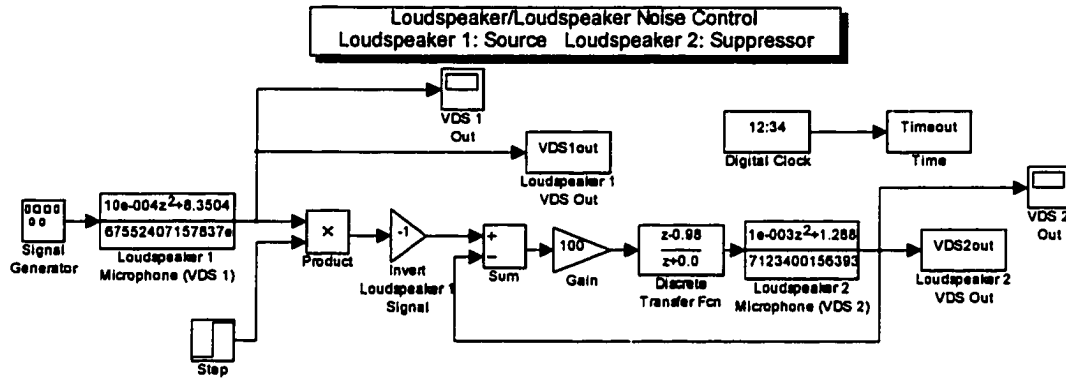 Loudspeaker/Loudspeaker Noise Control
Loudspeaker 1: Source Loudspeaker 2: Suppressor
VDS 1
Out
VDS1out
Loudspeaker 1
VDS Out
12:34
Digital Clock
Timeout
Time
VDS 2
Out
Signal
Generator
10e-004z²+8.3504
67552407157837e
Loudspeaker 1
Microphone (VDS 1)
×
Product
-1
Invert
Loudspeaker 1
Signal
+
−
Sum
100
Gain
z-0.98
z+0.0
Discrete
Transfer Fcn
1e-003z²+1.288
7123400156393
Loudspeaker 2
Microphone (VDS 2)
VDS2out
Loudspeaker 2
VDS Out
Step